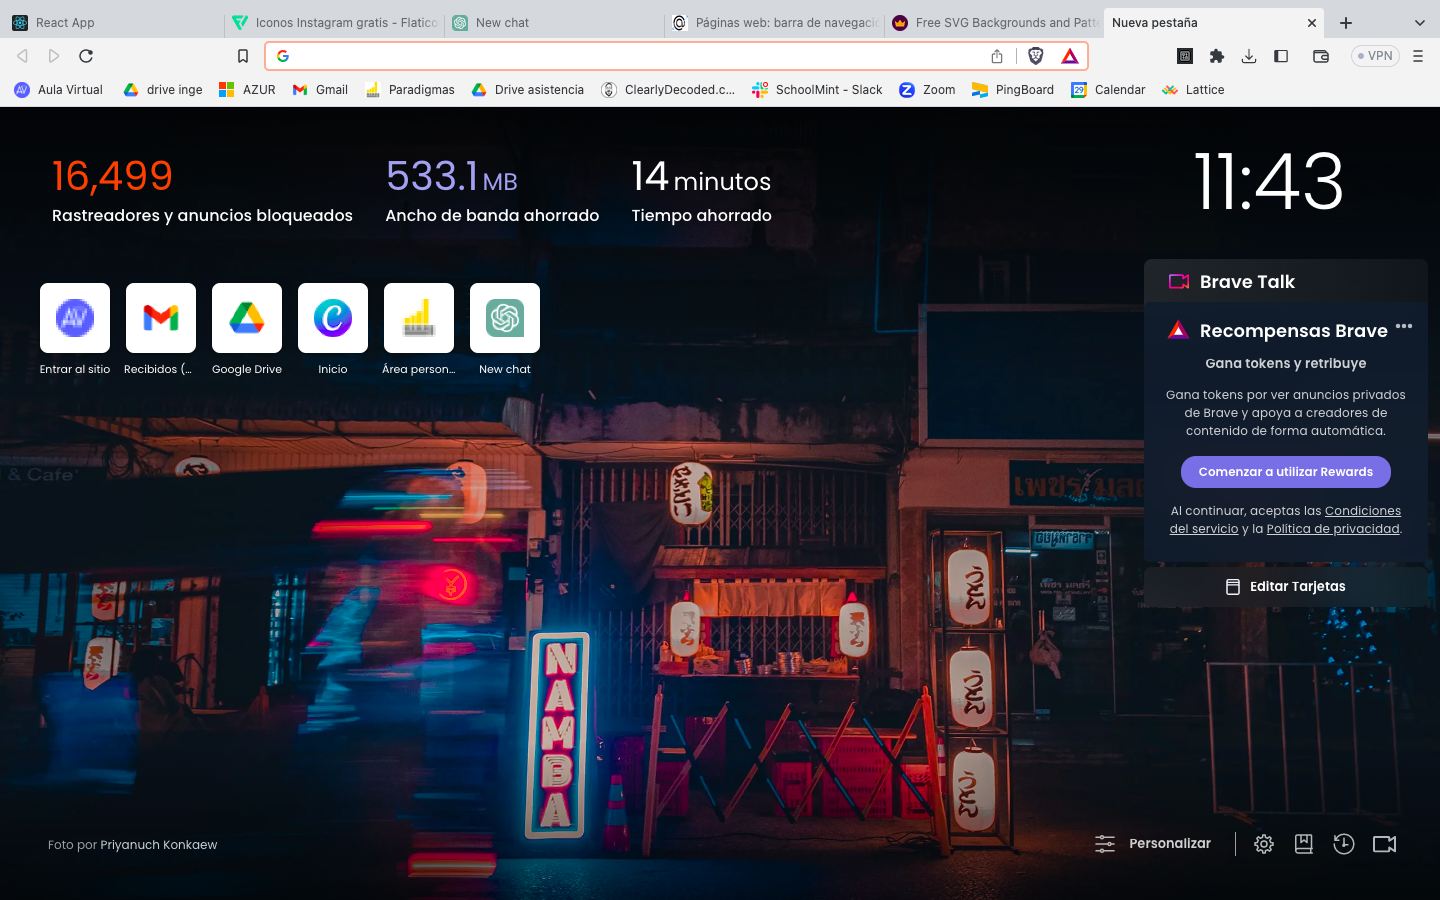 React App
Iconos Instagram gratis - Flatico
New chat
Páginas web: barra de navegació
Free SVG Backgrounds and Patte
Nueva pestaña
VPN
Aula Virtual
drive inge
AZUR
Gmail
Paradigmas
Drive asistencia
ClearlyDecoded.c...
SchoolMint - Slack
Zoom
PingBoard
Calendar
Lattice
16,499
Rastreadores y anuncios bloqueados
533.1 MB
Ancho de banda ahorrado
14 minutos
Tiempo ahorrado
11:43
Entrar al sitio
Recibidos (...
Google Drive
Inicio
Área person...
New chat
Brave Talk
Recompensas Brave
Gana tokens y retribuye
Gana tokens por ver anuncios privados
de Brave y apoya a creadores de
contenido de forma automática.
Comenzar a utilizar Rewards
Al continuar, aceptas las Condiciones
del servicio y la Política de privacidad.
Editar Tarjetas
& Cafe'
NAMBA
Foto por Priyanuch Konkaew
Personalizar